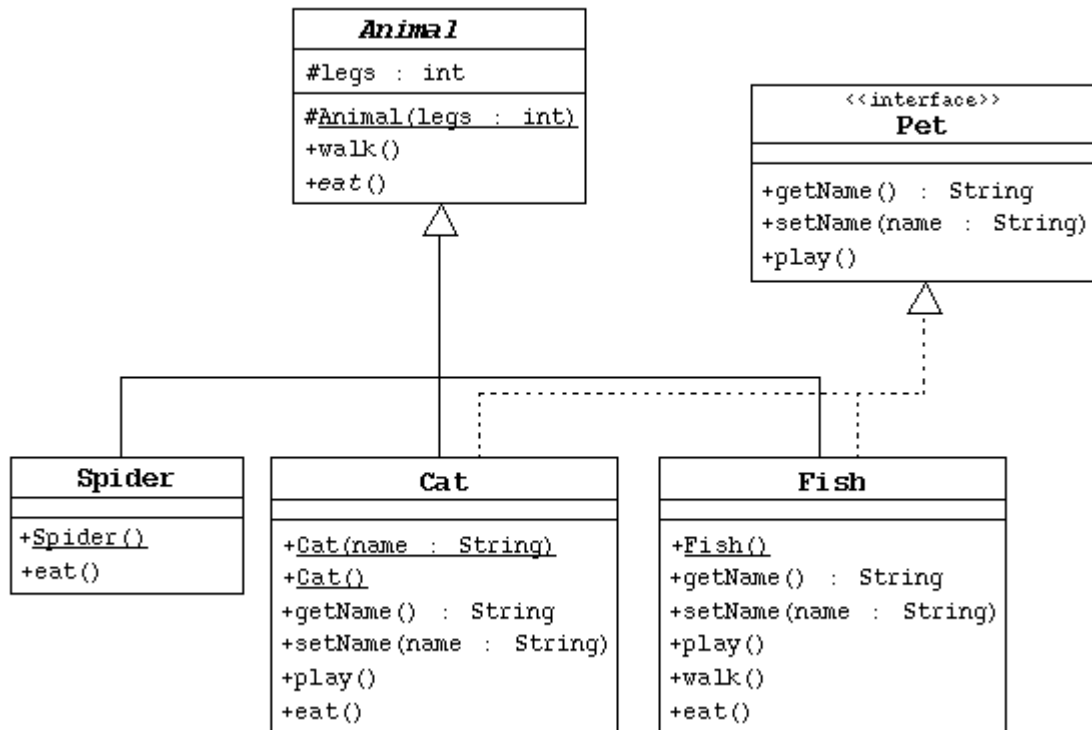 Animal
#legs : int
#Animal(legs : int)
+walk()
+eat()
<<interface>>
Pet
+getName() : String
+setName(name : String)
+play()
Spider
+Spider()
+eat()
Cat
+Cat(name : String)
+Cat()
+getName() : String
+setName(name : String)
+play()
+eat()
Fish
+Fish()
+getName() : String
+setName(name : String)
+play()
+walk()
+eat()